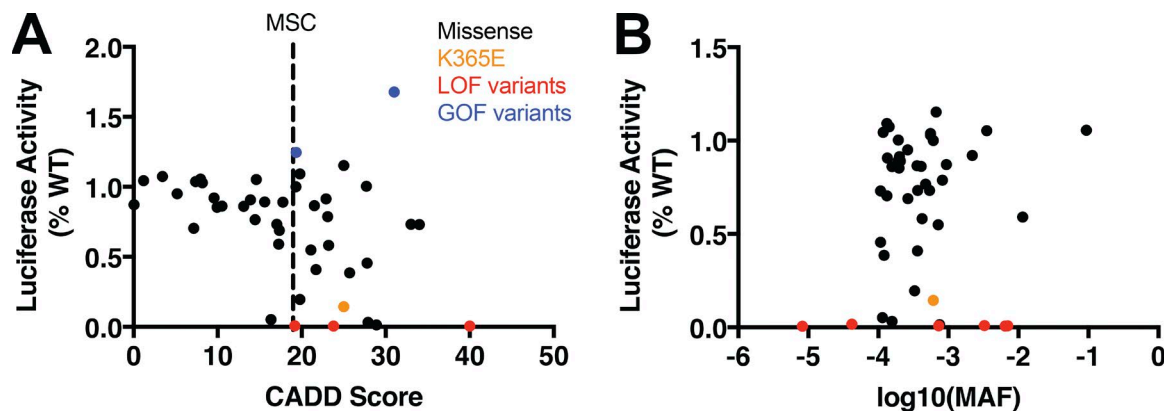 A
MSC
Missense
K365E
LOF variants
GOF variants
Luciferase Activity
(% WT)
2.0
1.5
1.0
0.5
0.0
0
10
20
30
40
50
CADD Score
B
Luciferase Activity
(% WT)
1.5
1.0
0.5
0.0
-6
-5
-4
-3
-2
-1
0
log10(MAF)